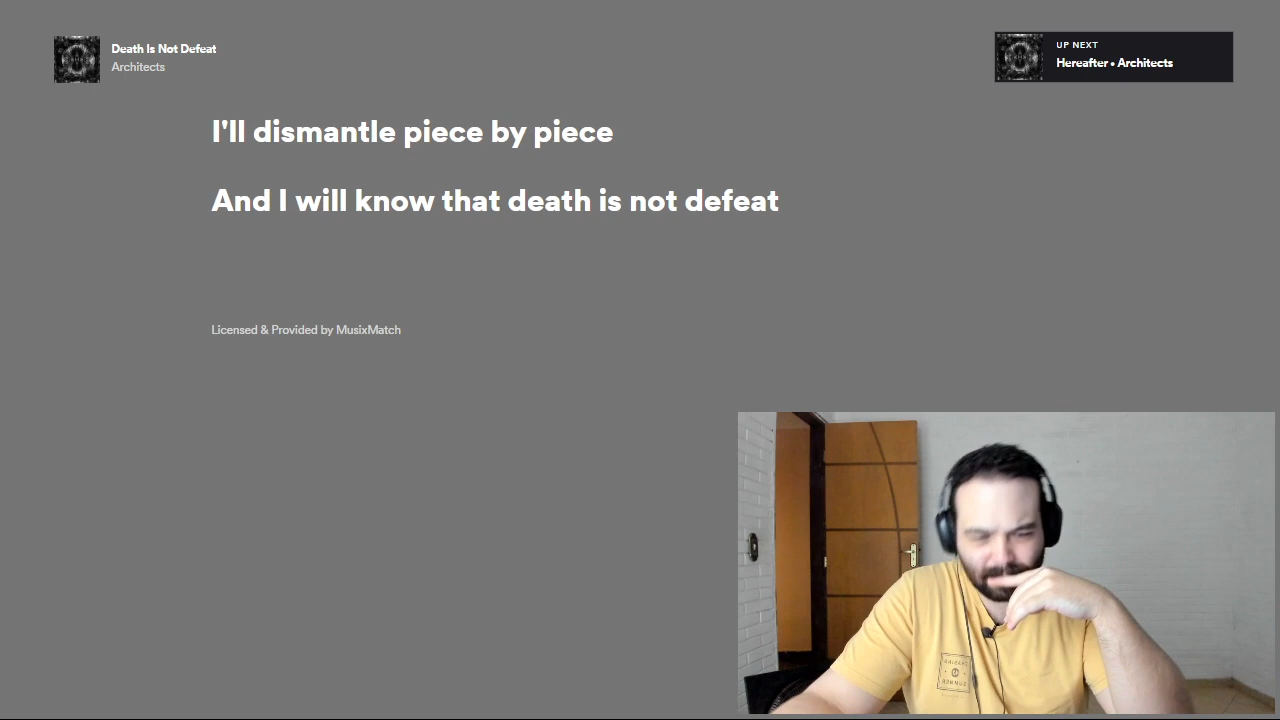 Death Is Not Defeat
Architects
UP NEXT
Hereafter • Architects
I'll dismantle piece by piece
And I will know that death is not defeat
Licensed & Provided by MusixMatch